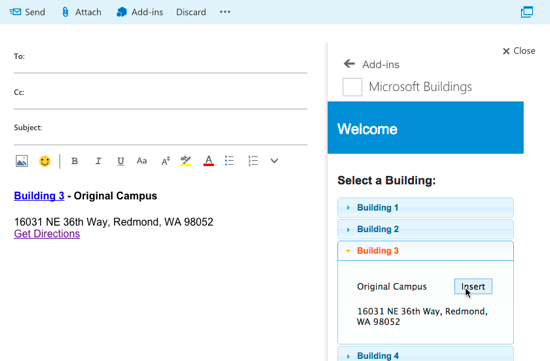 Send Attach Add-ins Discard •••
Close
To:
Cc:
Subject:
B I U Aa A A
Building 3 - Original Campus
16031 NE 36th Way, Redmond, WA 98052
Get Directions
Add-ins
Microsoft Buildings
Welcome
Select a Building:
Building 1
Building 2
Building 3
Original Campus Insert
16031 NE 36th Way, Redmond,
WA 98052
Building 4